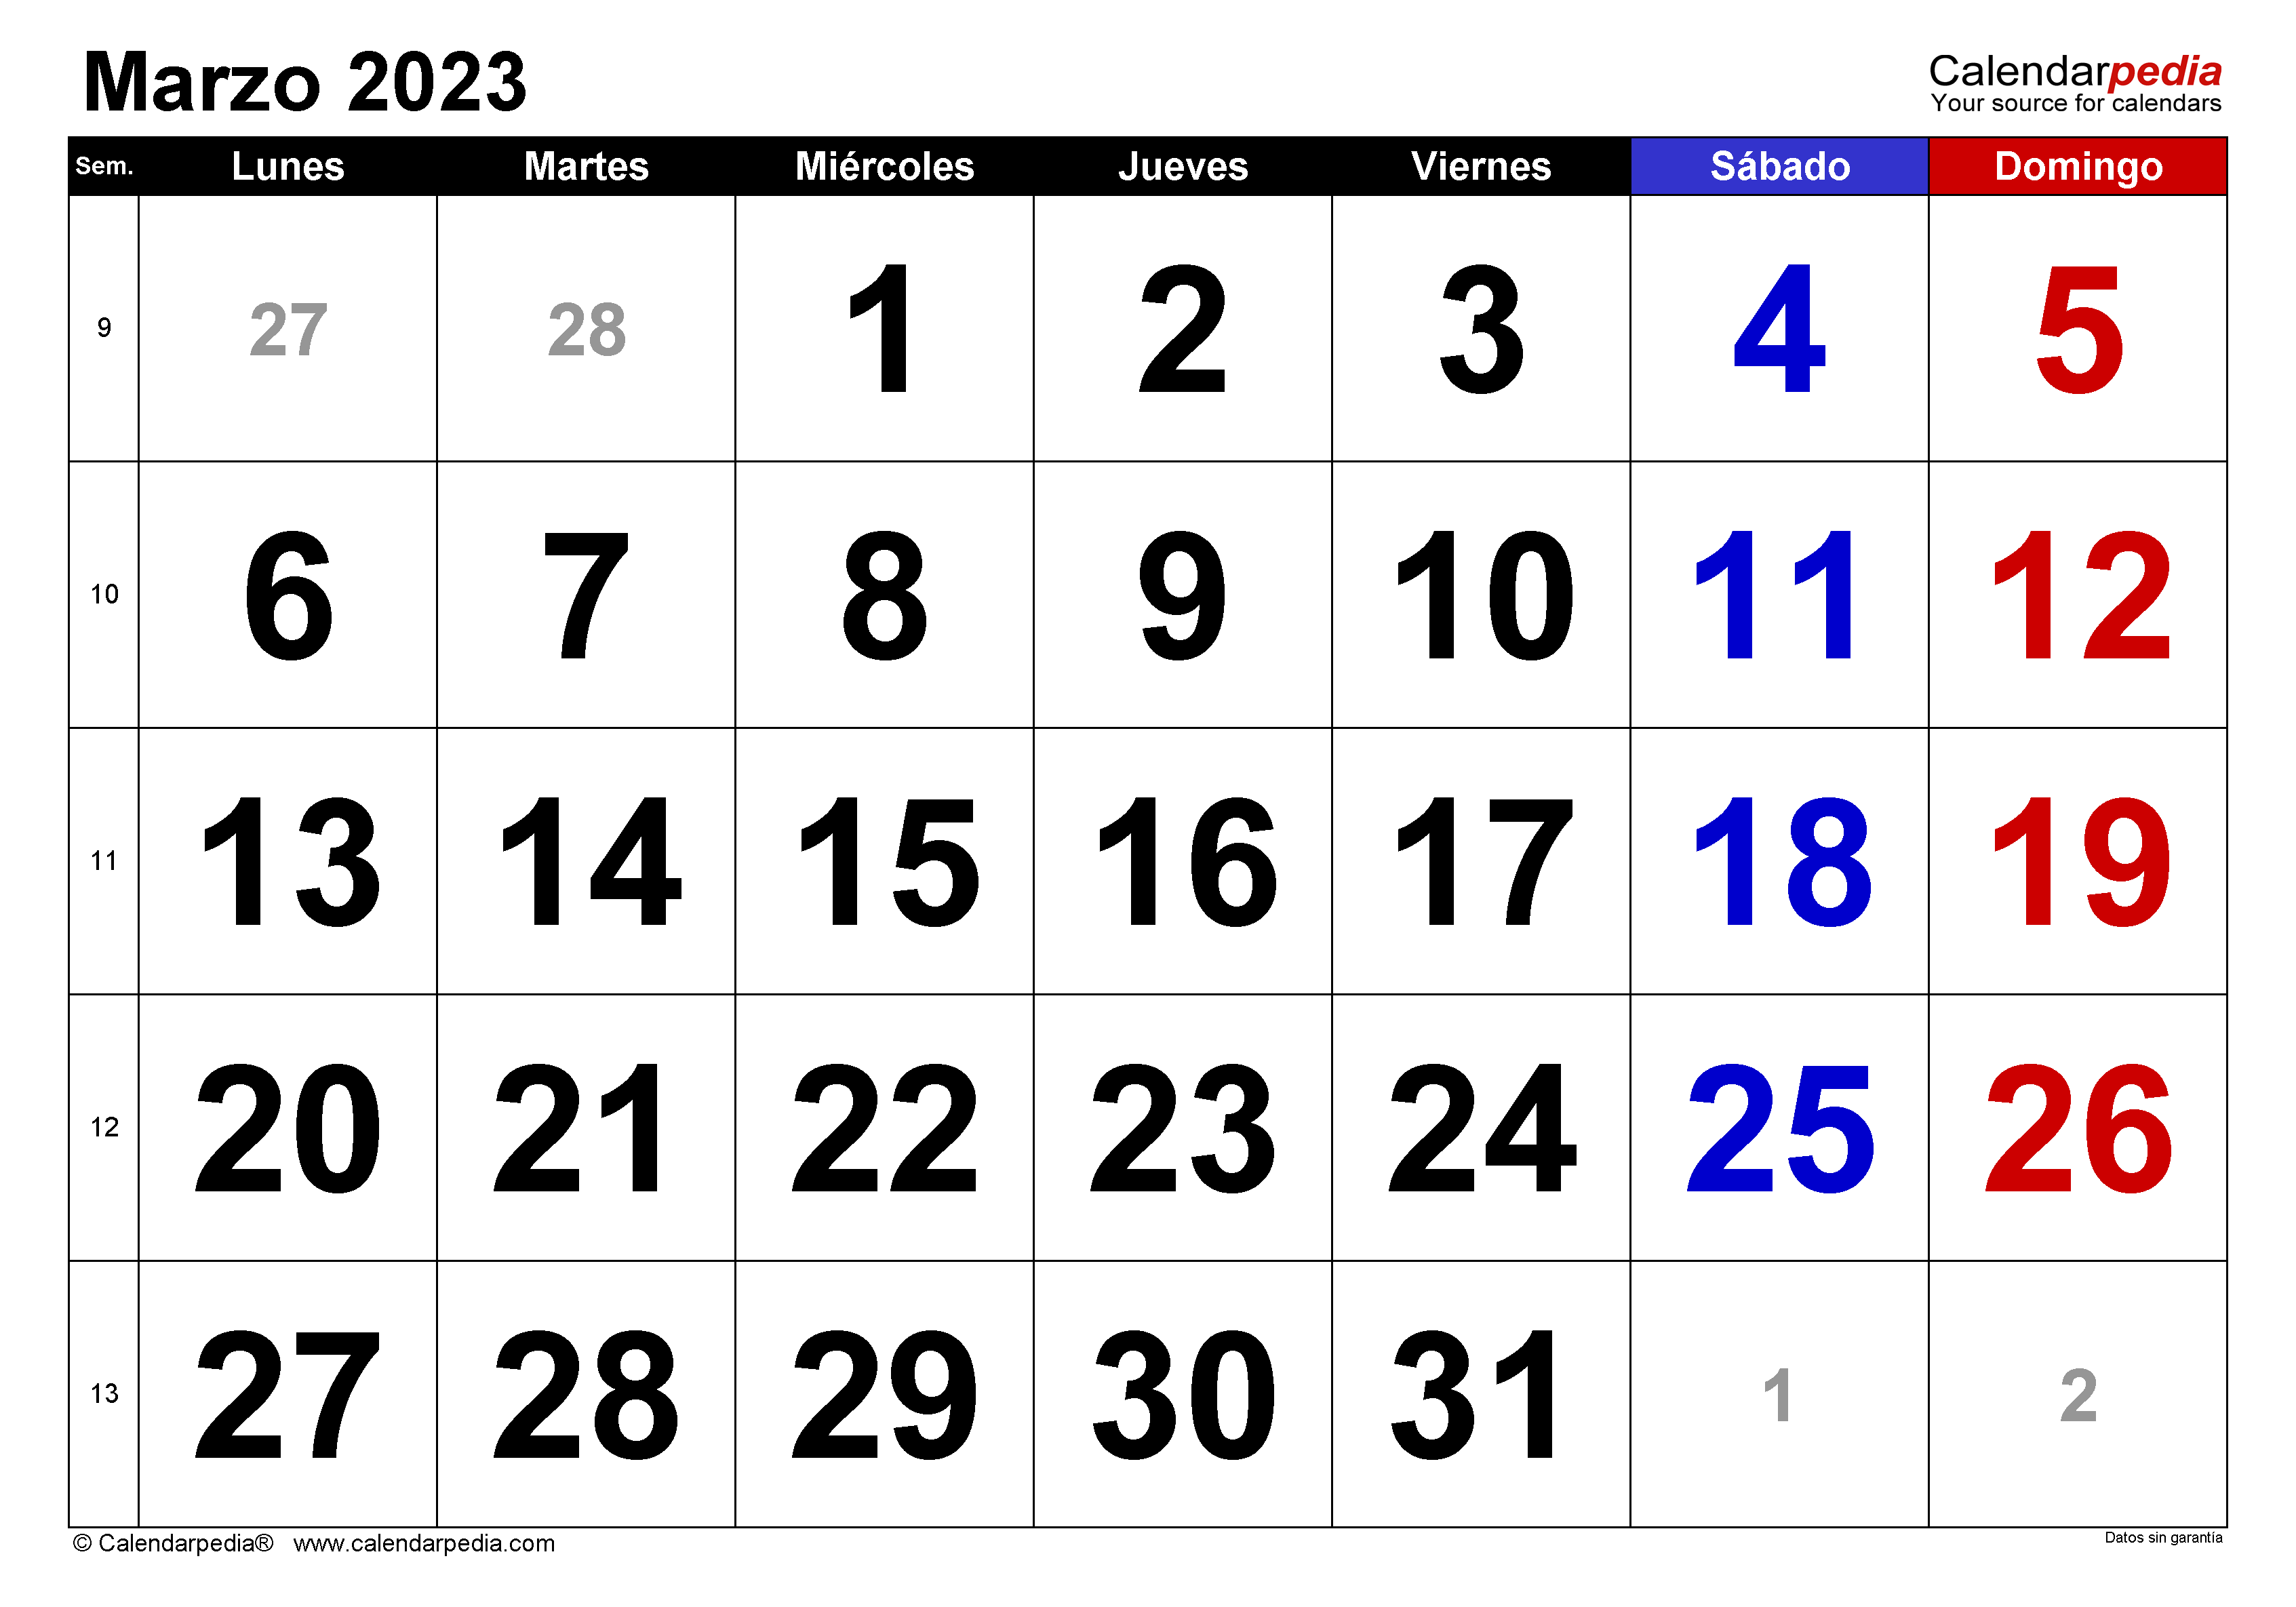 Marzo 2023
Calendarpedia
Your source for calendars
Sem. Lunes Martes Miércoles Jueves Viernes Sábado Domingo
9 27 28 1 2 3 4 5
10 6 7 8 9 10 11 12
11 13 14 15 16 17 18 19
12 20 21 22 23 24 25 26
13 27 28 29 30 31 1 2
© Calendarpedia® www.calendarpedia.com
Datos sin garantía